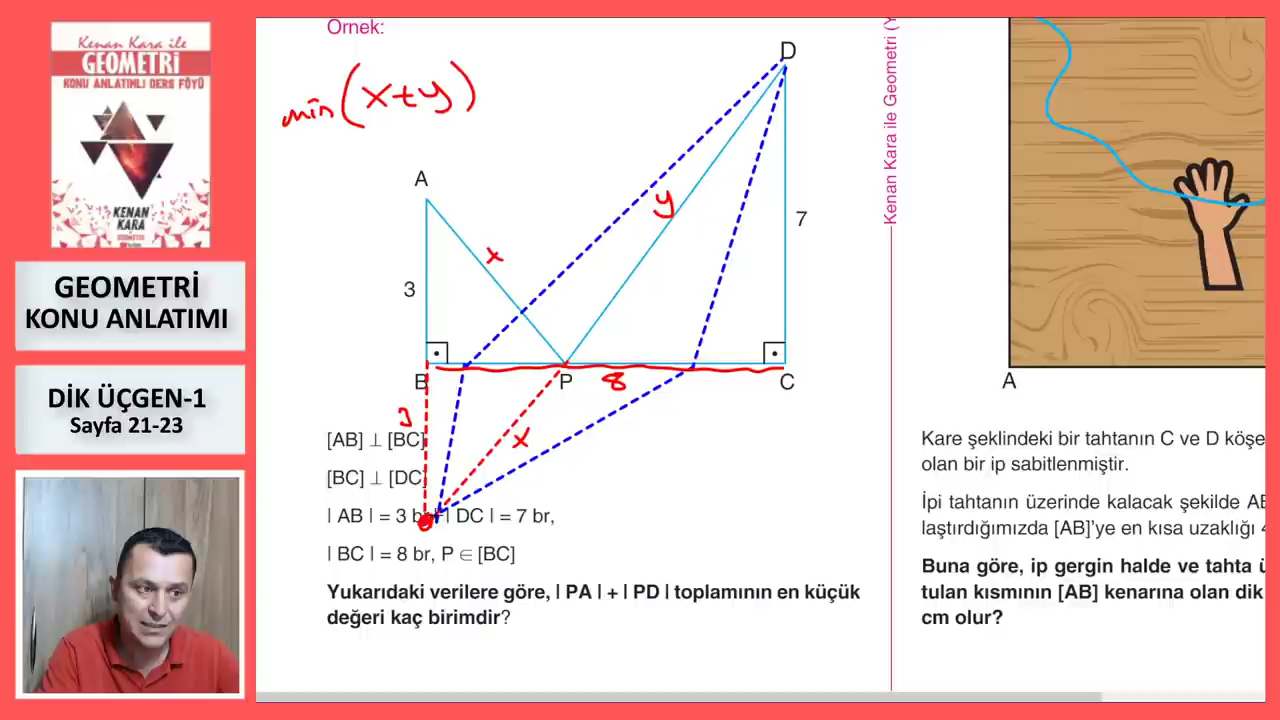 Kenan Kara ile
GEOMETRİ
KONU ANLATIMLI DERS FÖYÜ
KENAN
KARA
GEOMETRİ
KONU ANLATIMI
DİK ÜÇGEN-1
Sayfa 21-23
Örnek:
min (x+y)
D
A
y
x
7
3
B
P
8
C
3
x
[AB] ⊥ [BC]
[BC] ⊥ [DC]
| AB | = 3 br, | DC | = 7 br,
| BC | = 8 br, P ∈ [BC]
Yukarıdaki verilere göre, | PA | + | PD | toplamının en küçük
değeri kaç birimdir?
Kenan Kara ile Geometri (Y
A
Kare şeklindeki bir tahtanın C ve D köşe
olan bir ip sabitlenmiştir.
İpi tahtanın üzerinde kalacak şekilde AB
laştırdığımızda [AB]'ye en kısa uzaklığı 4
Buna göre, ip gergin halde ve tahta ü
tulan kısmının [AB] kenarına olan dik
cm olur?